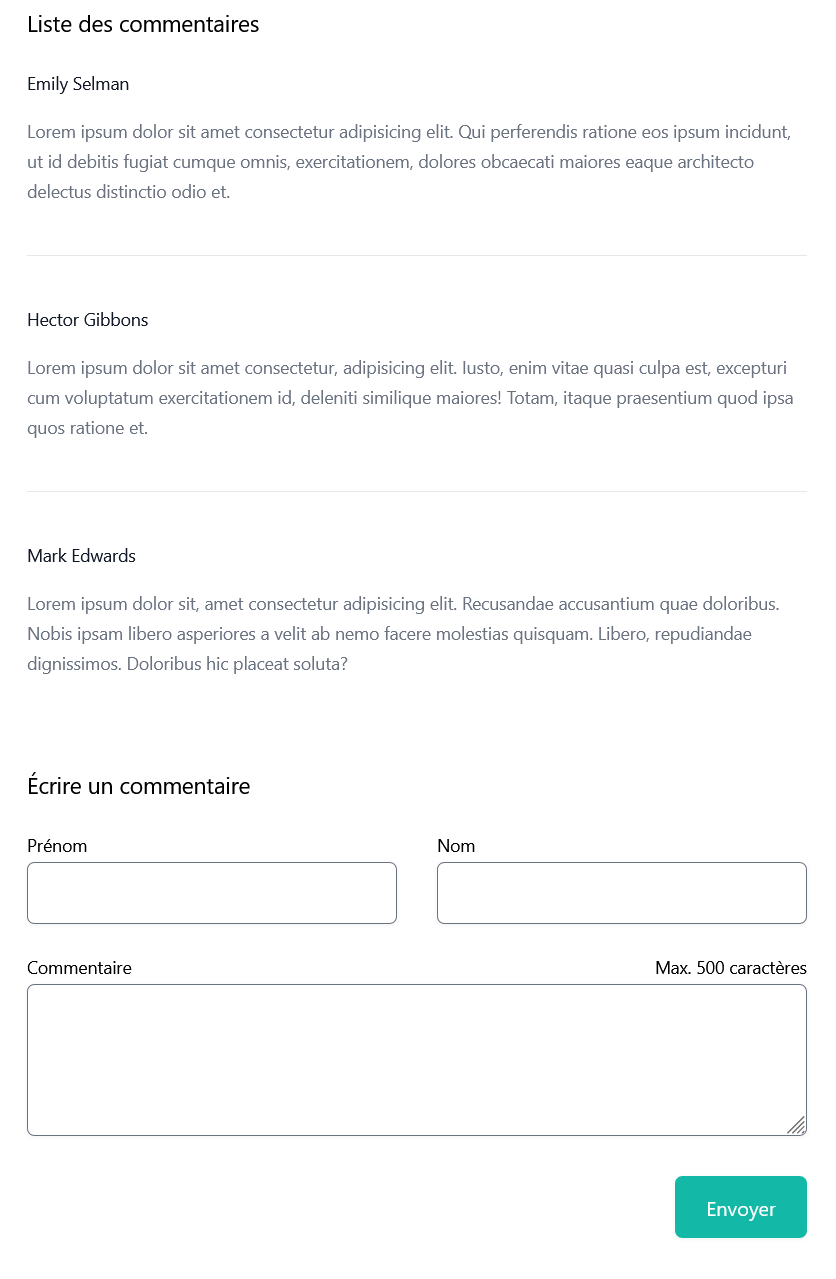 Liste des commentaires
Emily Selman
Lorem ipsum dolor sit amet consectetur adipisicing elit. Qui perferendis ratione eos ipsum incidunt,
ut id debitis fugiat cumque omnis, exercitationem, dolores obcaecati maiores eaque architecto
delectus distinctio odio et.
Hector Gibbons
Lorem ipsum dolor sit amet consectetur, adipisicing elit. Iusto, enim vitae quasi culpa est, excepturi
cum voluptatum exercitationem id, deleniti similique maiores! Totam, itaque praesentium quod ipsa
quos ratione et.
Mark Edwards
Lorem ipsum dolor sit, amet consectetur adipisicing elit. Recusandae accusantium quae doloribus.
Nobis ipsam libero asperiores a velit ab nemo facere molestias quisquam. Libero, repudiandae
dignissimos. Doloribus hic placeat soluta?
Écrire un commentaire
Prénom
Nom
Commentaire
Max. 500 caractères
Envoyer